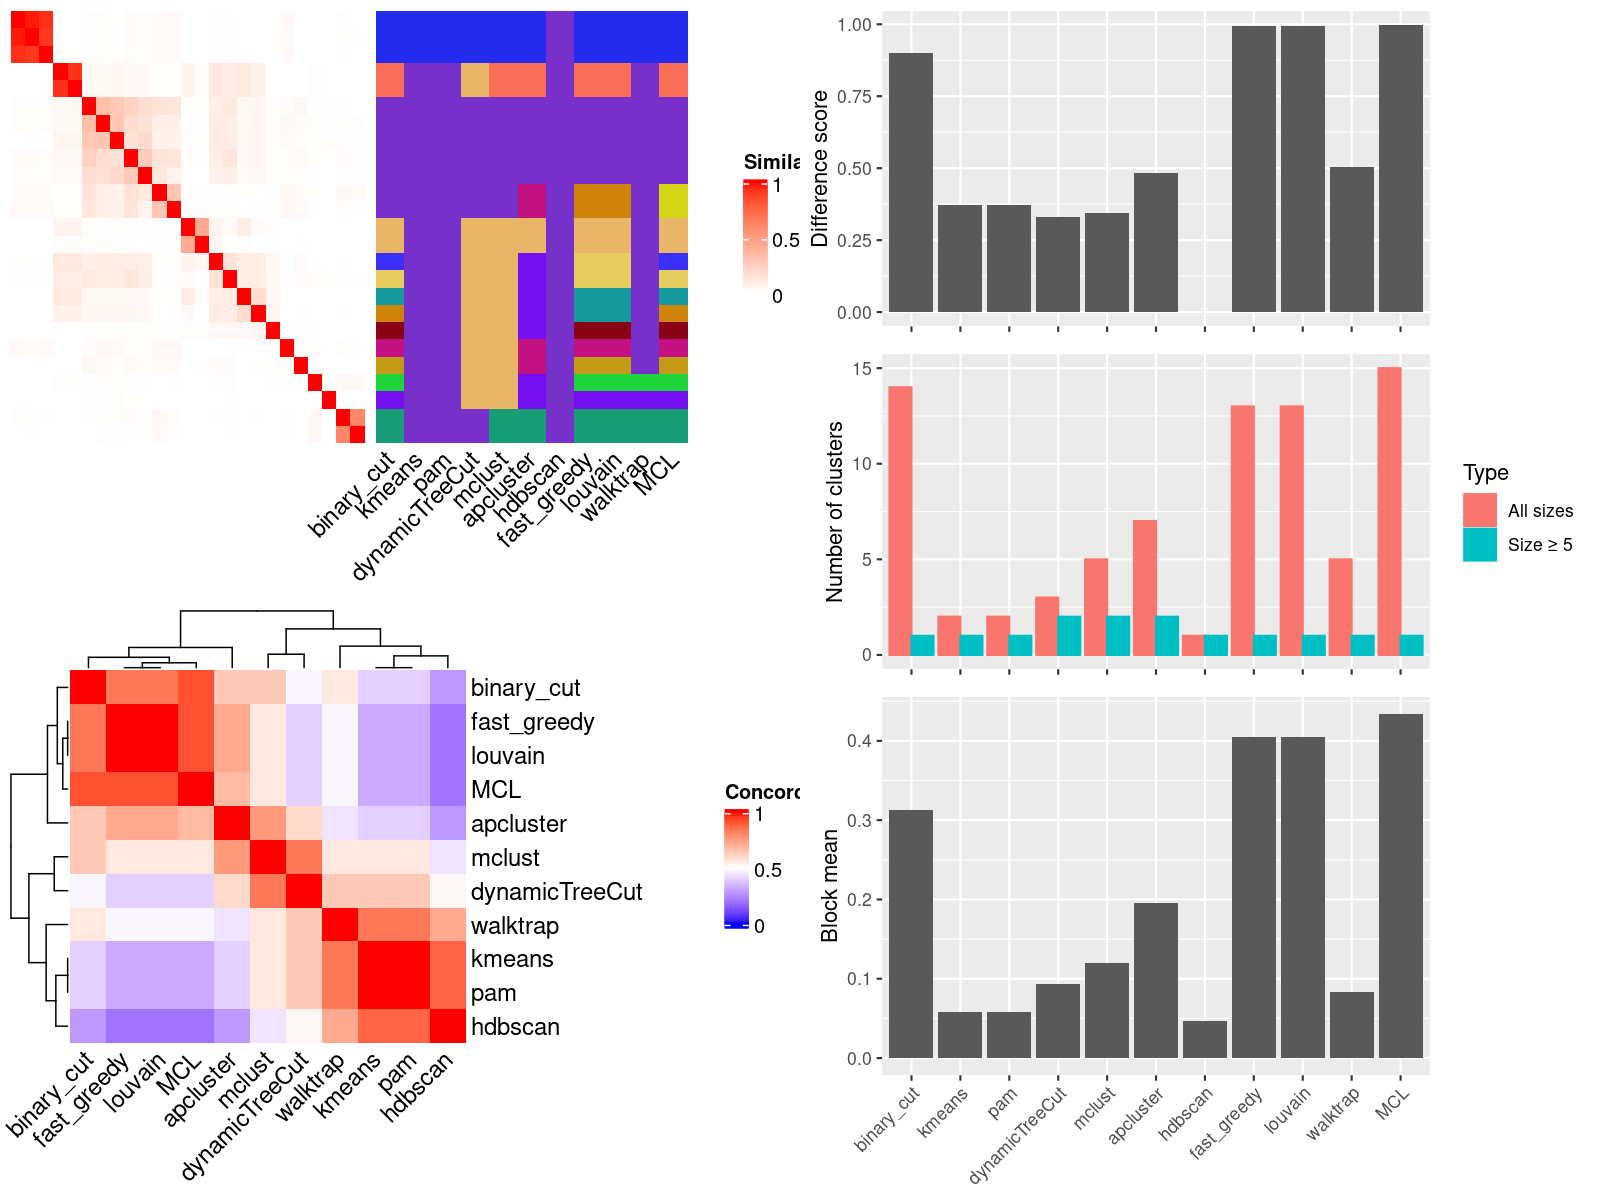 Simila
1
0.5
0
binary_cut
kmeans
pam
dynamicTreeCut
mclust
apcluster
hdbscan
fast_greedy
louvain
walktrap
MCL
binary_cut
fast_greedy
louvain
MCL
apcluster
mclust
dynamicTreeCut
walktrap
kmeans
pam
hdbscan
binary_cut
fast_greedy
louvain
MCL
apcluster
mclust
dynamicTreeCut
walktrap
kmeans
pam
hdbscan
Concord
1
0.5
0
Difference score
1.00
0.75
0.50
0.25
0.00
Number of clusters
15
10
5
0
Type
All sizes
Size ≥ 5
Block mean
0.4
0.3
0.2
0.1
0.0
binary_cut
kmeans
pam
dynamicTreeCut
mclust
apcluster
hdbscan
fast_greedy
louvain
walktrap
MCL